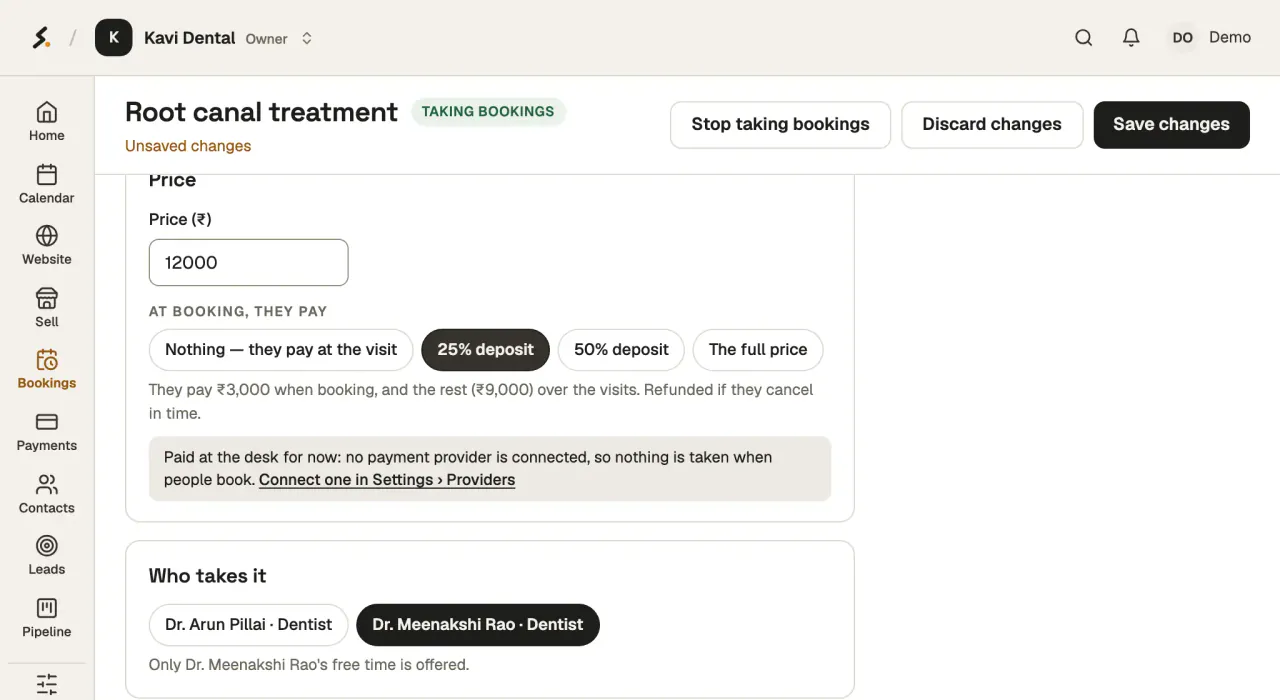 K Kavi Dental Owner
DO Demo
Home
Calendar
Website
Sell
Bookings
Payments
Contacts
Leads
Pipeline
Root canal treatment TAKING BOOKINGS
Unsaved changes
Stop taking bookings Discard changes Save changes
Price
Price (₹)
12000
AT BOOKING, THEY PAY
Nothing — they pay at the visit 25% deposit 50% deposit The full price
They pay ₹3,000 when booking, and the rest (₹9,000) over the visits. Refunded if they cancel
in time.
Paid at the desk for now: no payment provider is connected, so nothing is taken when
people book. Connect one in Settings › Providers
Who takes it
Dr. Arun Pillai · Dentist Dr. Meenakshi Rao · Dentist
Only Dr. Meenakshi Rao's free time is offered.